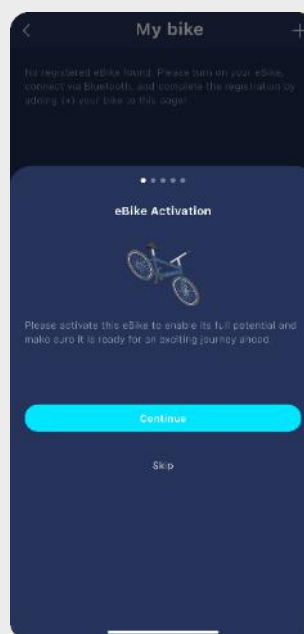 My bike
No registered eBike found. Please turn on your eBike,
connect via Bluetooth, and complete the registration by
adding (+) your bike to this page!
eBike Activation
Please activate this eBike to enable its full potential and
make sure it is ready for an exciting journey ahead.
Continue
Skip